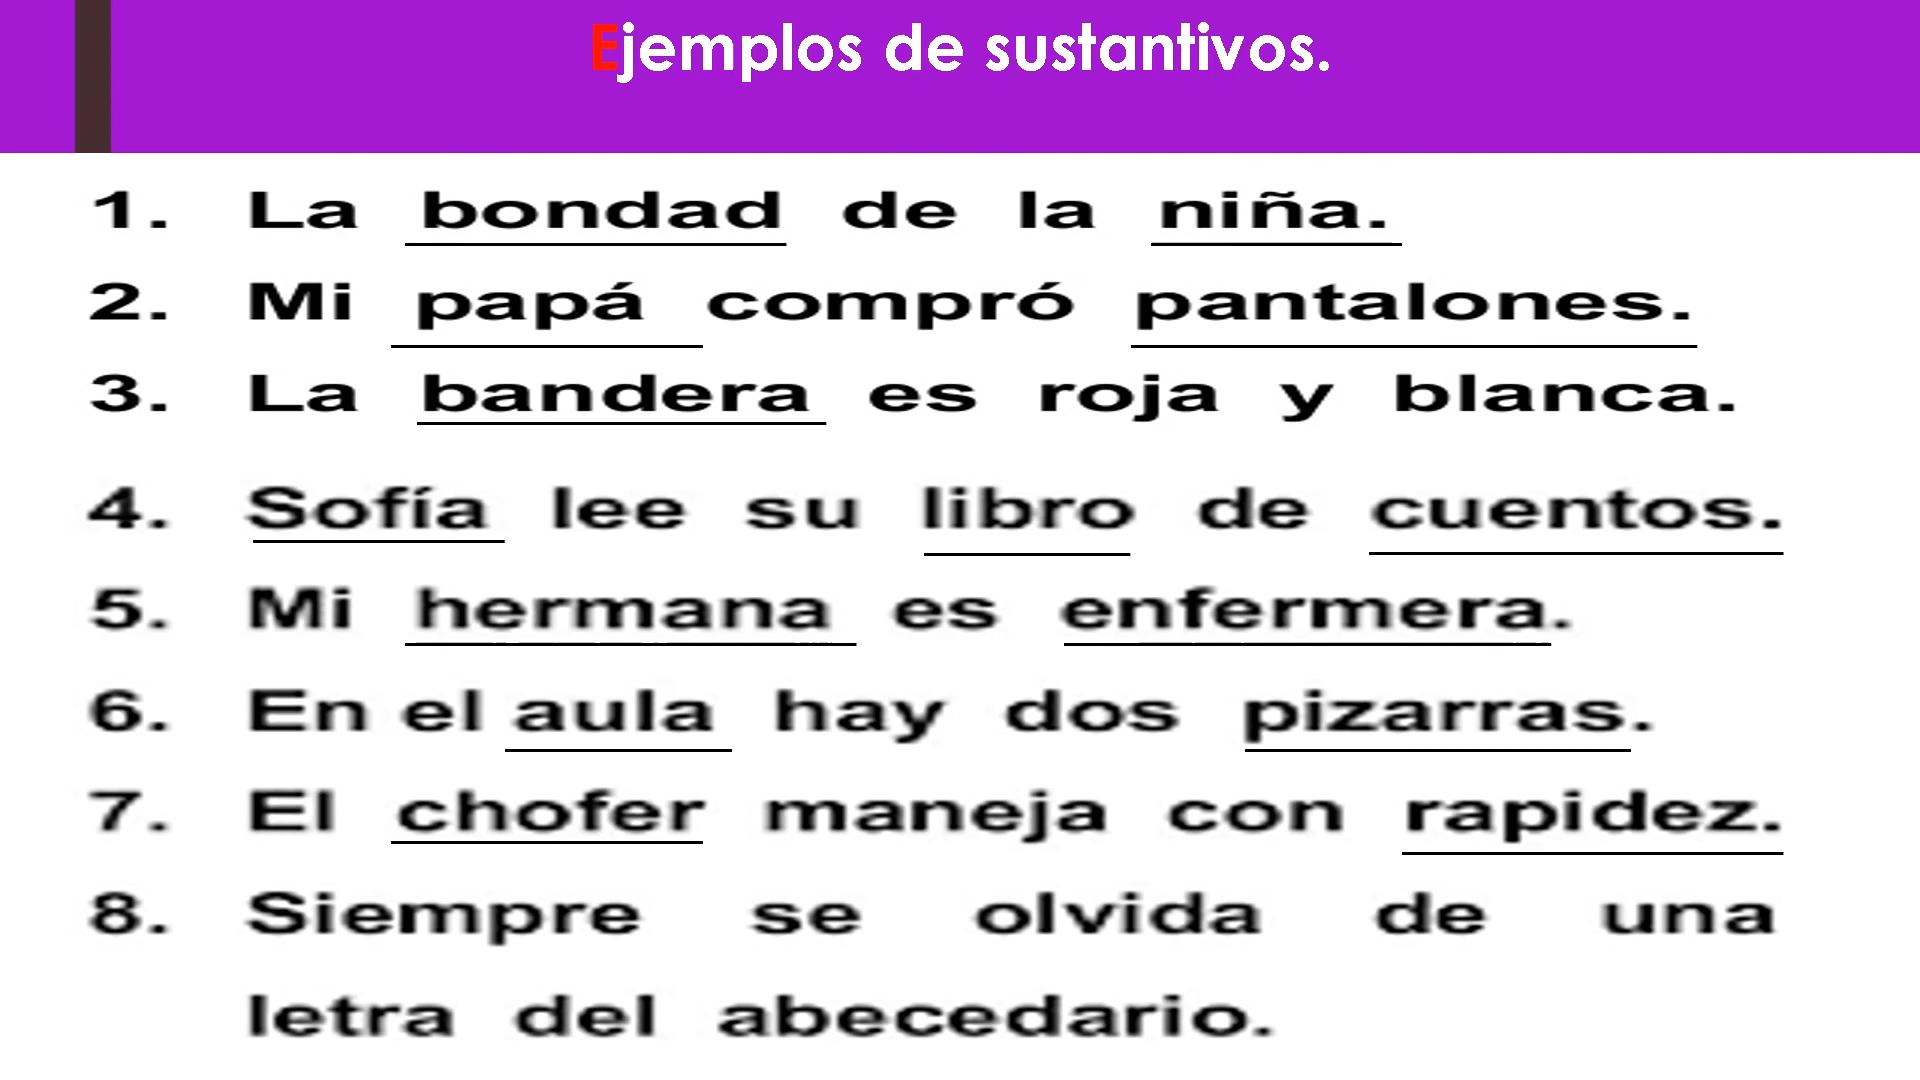 Ejemplos de sustantivos.
1. La bondad de la niña.
2. Mi papá compró pantalones.
3. La bandera es roja y blanca.
4. Sofía lee su libro de cuentos.
5. Mi hermana es enfermera.
6. En el aula hay dos pizarras.
7. El chofer maneja con rapidez.
8. Siempre se olvida de una
letra del abecedario.